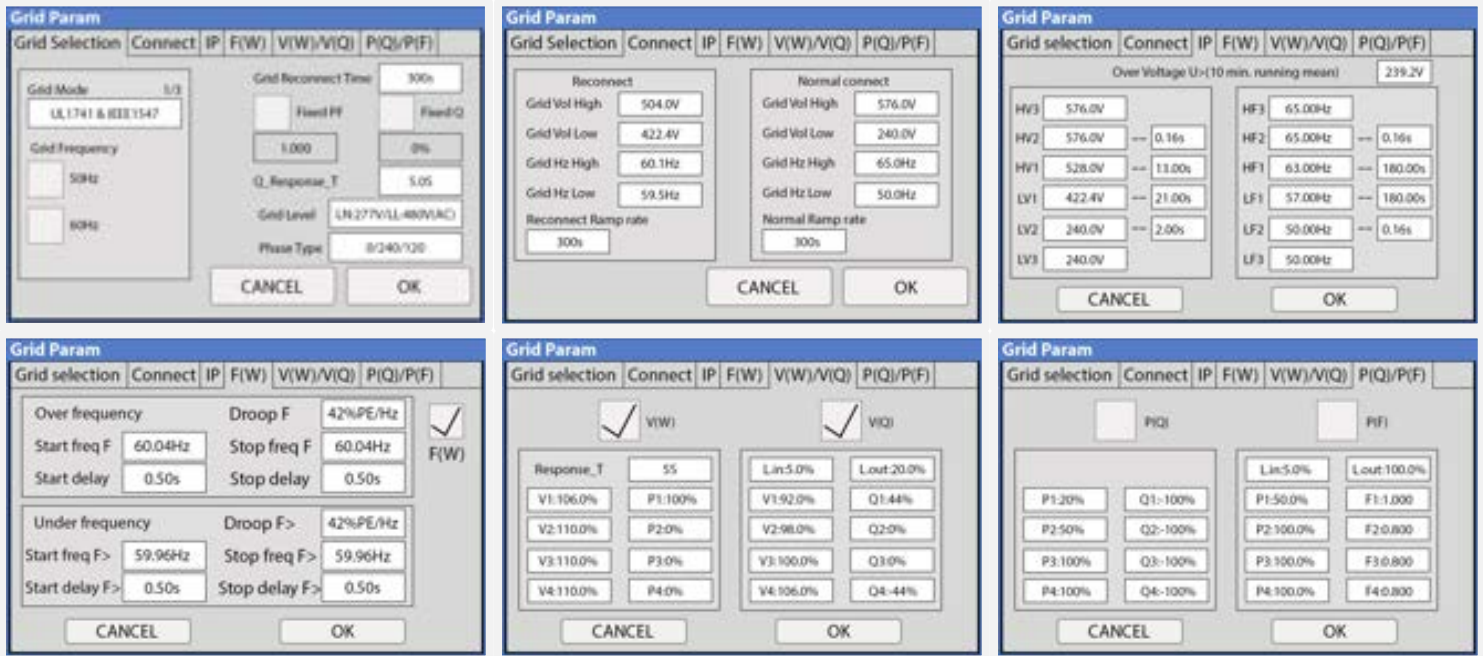 Grid Param
Grid Selection Connect IP F(W) V(W)/V(Q) P(Q)/P(F)
Grid Mode 1/3
UL1741 & IEEE1547
Grid Frequency
50Hz
60Hz
Grid Reconnect Time 300s
Fixed PF Fixed Q
1.000 0%
Q_Response_T 5.05
Grid Level LN:277V/LL:480V(AC)
Phase Type 0/240/120
CANCEL OK
Grid Param
Grid Selection Connect IP F(W) V(W)/V(Q) P(Q)/P(F)
Reconnect
Grid Vol High 504.0V
Grid Vol Low 422.4V
Grid Hz High 60.1Hz
Grid Hz Low 59.5Hz
Reconnect Ramp rate
300s
Normal connect
Grid Vol High 576.0V
Grid Vol Low 240.0V
Grid Hz High 65.0Hz
Grid Hz Low 50.0Hz
Normal Ramp rate
300s
CANCEL OK
Grid Param
Grid selection Connect IP F(W) V(W)/V(Q) P(Q)/P(F)
Over Voltage U>(10 min. running mean) 239.2V
HV3 576.0V
HV2 576.0V -- 0.16s
HV1 528.0V -- 13.00s
LV1 422.4V -- 21.00s
LV2 240.0V -- 2.00s
LV3 240.0V
HF3 65.00Hz
HF2 65.00Hz -- 0.16s
HF1 63.00Hz -- 180.00s
LF1 57.00Hz -- 180.00s
LF2 50.00Hz -- 0.16s
LF3 50.00Hz
CANCEL OK
Grid Param
Grid selection Connect IP F(W) V(W)/V(Q) P(Q)/P(F)
Over frequency Droop F 42%PE/Hz
Start freq F 60.04Hz Stop freq F 60.04Hz
Start delay 0.50s Stop delay 0.50s
F(W)
Under frequency Droop F> 42%PE/Hz
Start freq F> 59.96Hz Stop freq F> 59.96Hz
Start delay F> 0.50s Stop delay F> 0.50s
CANCEL OK
Grid Param
Grid selection Connect IP F(W) V(W)/V(Q) P(Q)/P(F)
V(W) V(Q)
Response_T 5S
V1:106.0% P1:100%
V2:110.0% P2:0%
V3:110.0% P3:0%
V4:110.0% P4:0%
Lin:5.0% Lout:20.0%
V1:92.0% Q1:44%
V2:98.0% Q2:0%
V3:100.0% Q3:0%
V4:106.0% Q4:-44%
CANCEL OK
Grid Param
Grid selection Connect IP F(W) V(W)/V(Q) P(Q)/P(F)
P(Q) P(F)
P1:20% Q1:-100%
P2:50% Q2:-100%
P3:100% Q3:-100%
P4:100% Q4:-100%
Lin:5.0% Lout:100.0%
P1:50.0% F1:1.000
P2:100.0% F2:0.800
P3:100.0% F3:0.800
P4:100.0% F4:0.800
CANCEL OK